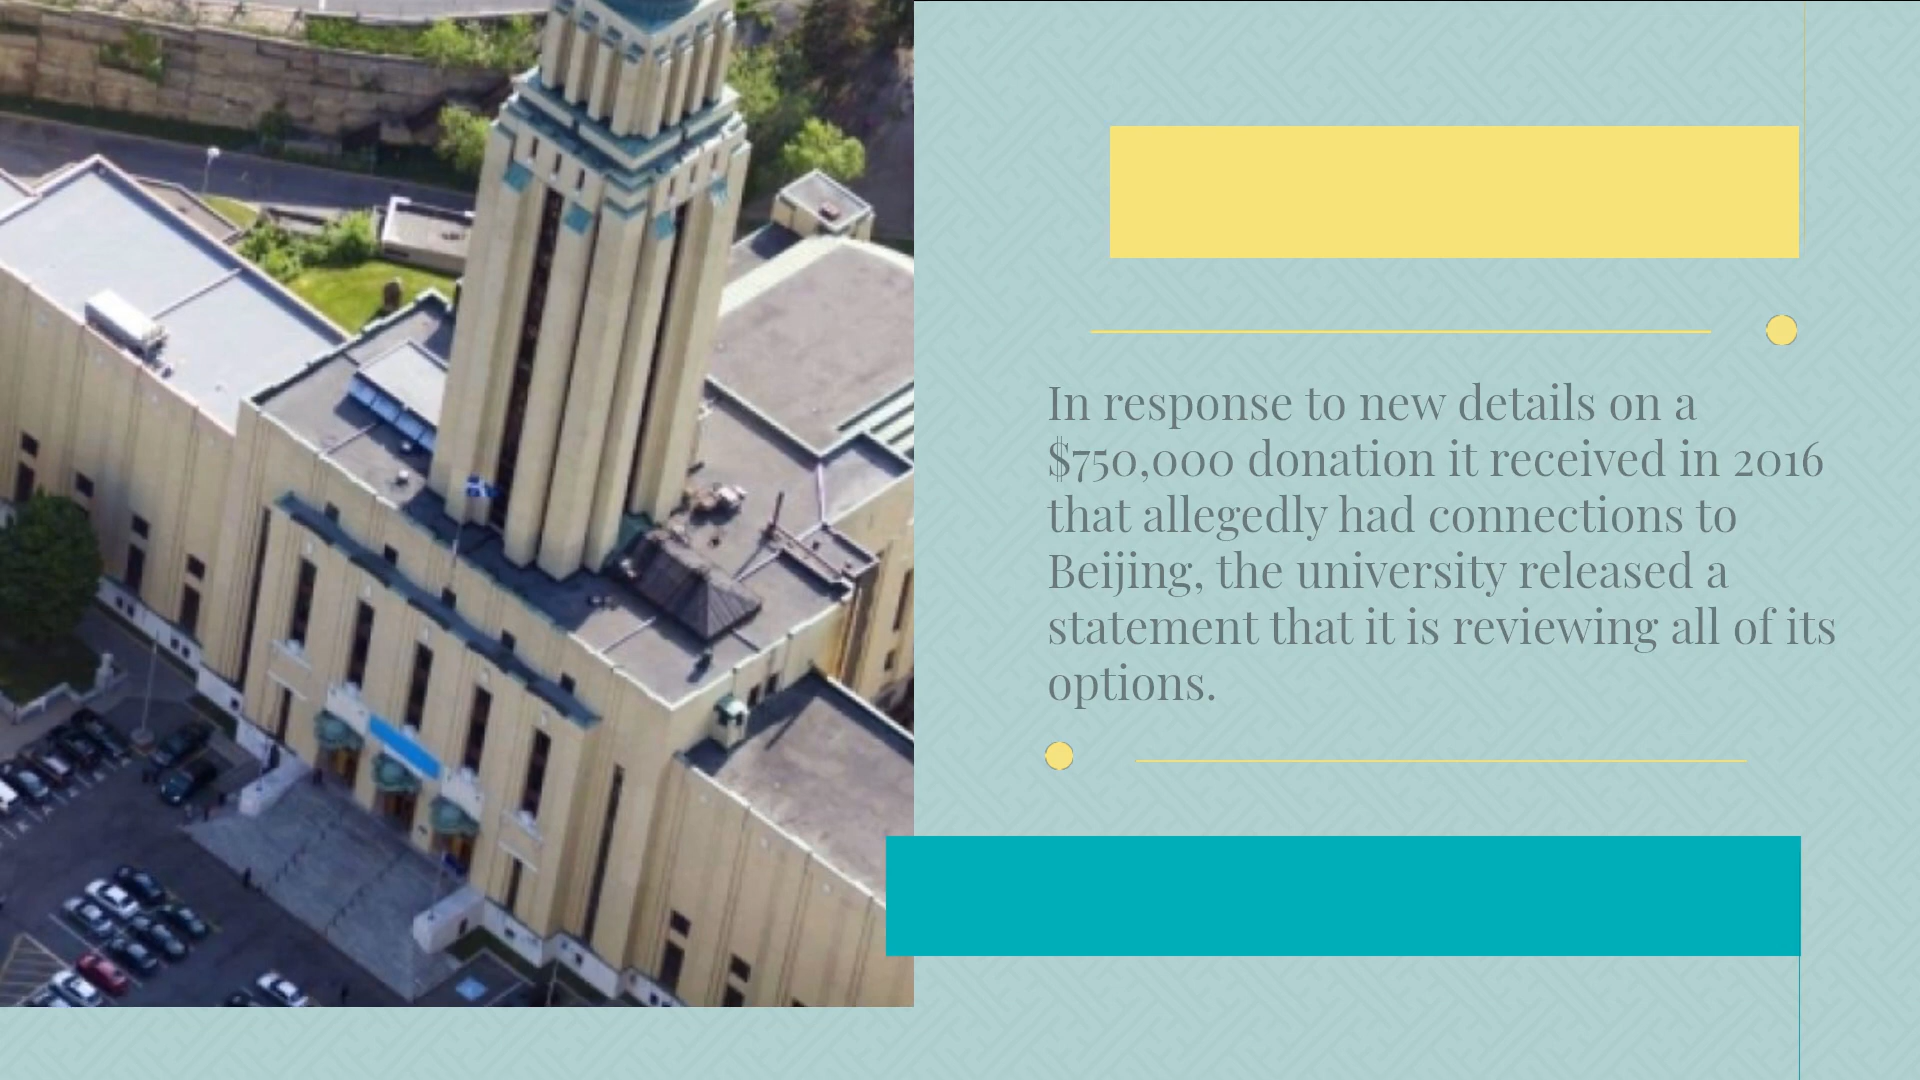 In response to new details on a
$750,000 donation it received in 2016
that allegedly had connections to
Beijing, the university released a
statement that it is reviewing all of its
options.